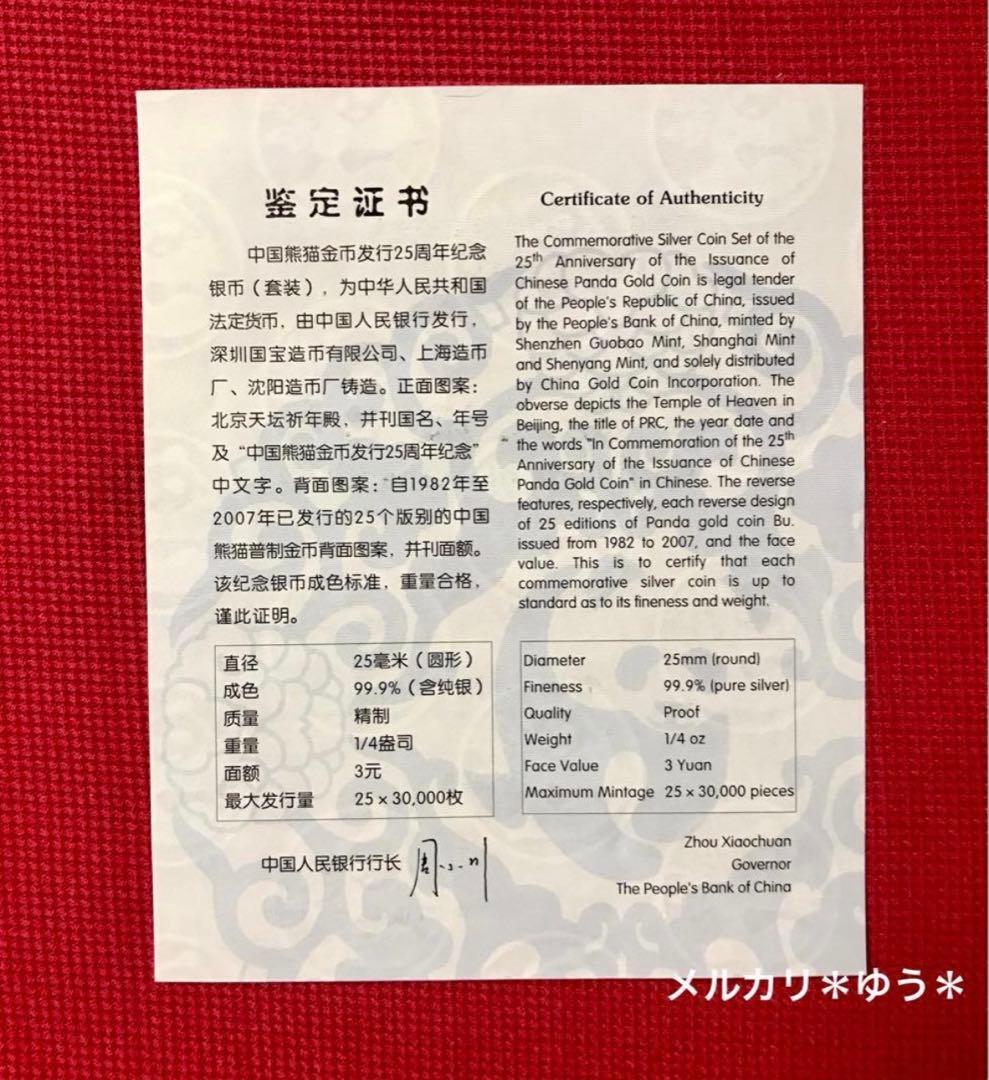 鉴定证书
中国熊猫金币发行25周年纪念
银币（套装），为中华人民共和国
法定货币，由中国人民银行发行，
深圳国宝造币有限公司、上海造币
厂、沈阳造币厂铸造。正面图案：
北京天坛祈年殿，并刊国名、年号
及“中国熊猫金币发行25周年纪念”
中文字。背面图案：自1982年至
2007年已发行的25个版别的中国
熊猫普制金币背面图案，并刊面额。
该纪念银币成色标准，重量合格，
谨此证明。
直径 25毫米（圆形）
成色 99.9%（含纯银）
质量 精制
重量 1/4盎司
面额 3元
最大发行量 25×30,000枚
中国人民银行行长 周小川
Certificate of Authenticity
The Commemorative Silver Coin Set of the
25th Anniversary of the Issuance of
Chinese Panda Gold Coin is legal tender
of the People's Republic of China, issued
by the People's Bank of China, minted by
Shenzhen Guobao Mint, Shanghai Mint
and Shenyang Mint, and solely distributed
by China Gold Coin Incorporation. The
obverse depicts the Temple of Heaven in
Beijing, the title of PRC, the year date and
the words "In Commemoration of the 25th
Anniversary of the Issuance of Chinese
Panda Gold Coin" in Chinese. The reverse
features, respectively, each reverse design
of 25 editions of Panda gold coin Bu.
issued from 1982 to 2007, and the face
value. This is to certify that each
commemorative silver coin is up to
standard as to its fineness and weight.
Diameter 25mm (round)
Fineness 99.9% (pure silver)
Quality Proof
Weight 1/4 oz
Face Value 3 Yuan
Maximum Mintage 25 × 30,000 pieces
Zhou Xiaochuan
Governor
The People's Bank of China
メルカリ＊ゆう＊